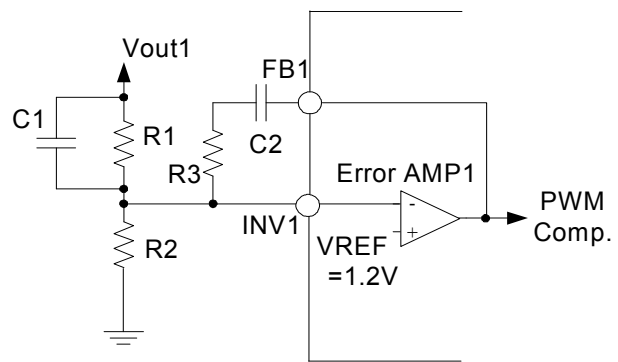 Vout1
FB1
C1
R1
C2
R3
Error AMP1
-
PWM
Comp.
INV1
VREF
=1.2V
+
R2